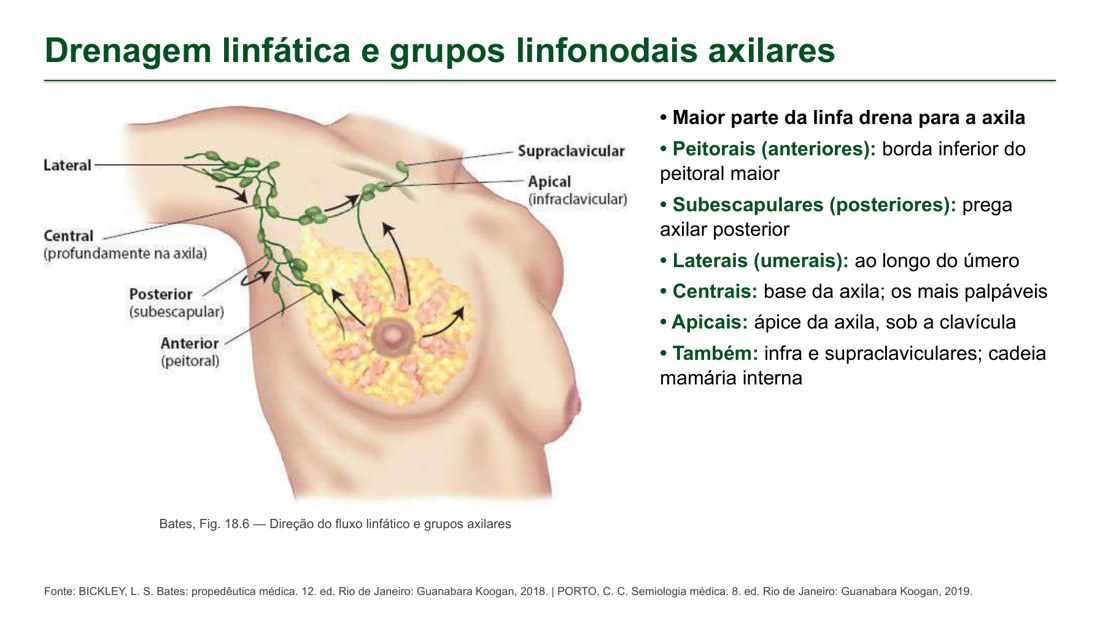 Drenagem linfática e grupos linfonodais axilares
Lateral
Central
(profundamente na axila)
Posterior
(subescapular)
Anterior
(peitoral)
Supraclavicular
Apical
(infraclavicular)
Bates, Fig. 18.6 — Direção do fluxo linfático e grupos axilares
• Maior parte da linfa drena para a axila
• Peitorais (anteriores): borda inferior do
peitoral maior
• Subescapulares (posteriores): prega
axilar posterior
• Laterais (umerais): ao longo do úmero
• Centrais: base da axila; os mais palpáveis
• Apicais: ápice da axila, sob a clavícula
• Também: infra e supraclaviculares; cadeia
mamária interna
Fonte: BICKLEY, L. S. Bates: propedêutica médica. 12. ed. Rio de Janeiro: Guanabara Koogan, 2018. | PORTO, C. C. Semiologia médica. 8. ed. Rio de Janeiro: Guanabara Koogan, 2019.